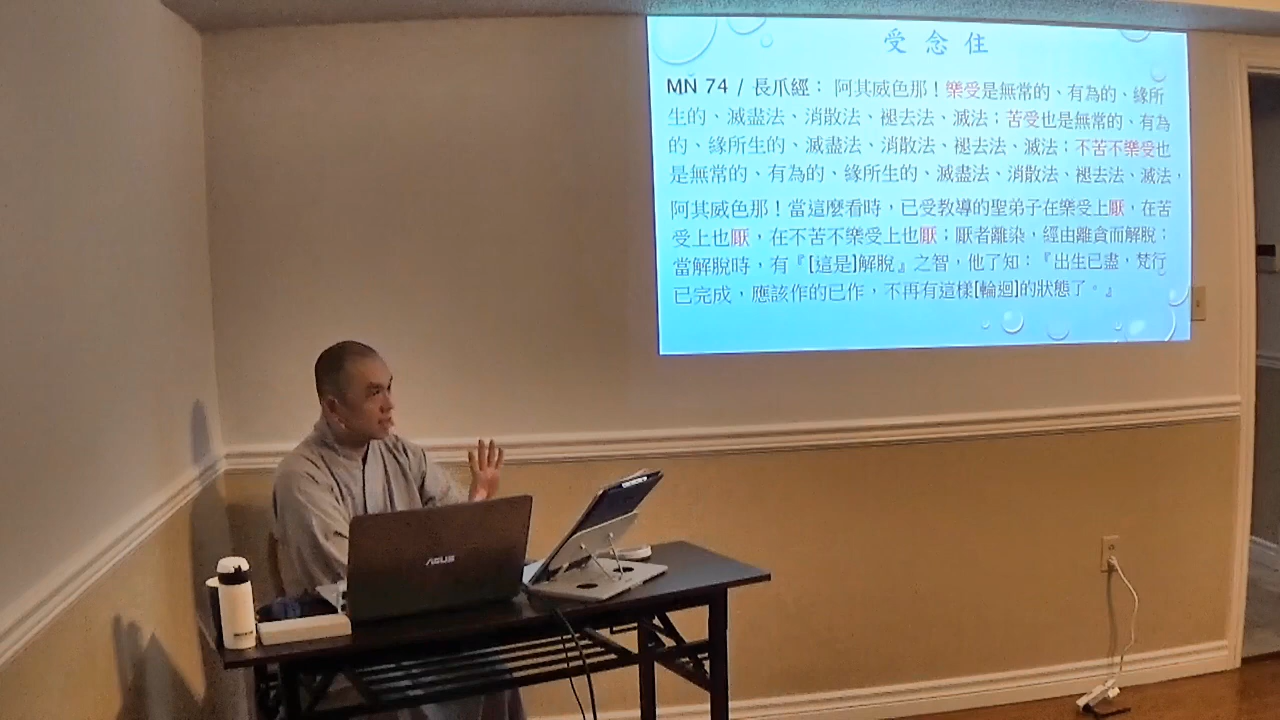 受念住
MN 74 / 長爪經： 阿其威色那！樂受是無常的、有為的、緣所
生的、滅盡法、消散法、褪去法、滅法；苦受也是無常的、有為
的、緣所生的、滅盡法、消散法、褪去法、滅法；不苦不樂受也
是無常的、有為的、緣所生的、滅盡法、消散法、褪去法、滅法，
阿其威色那！當這麼看時，已受教導的聖弟子在樂受上厭，在苦
受上也厭，在不苦不樂受上也厭；厭者離染，經由離貪而解脫；
當解脫時，有『[這是]解脫』之智，他了知：『出生已盡，梵行
已完成，應該作的已作，不再有這樣[輪迴]的狀態了。』
ASUS